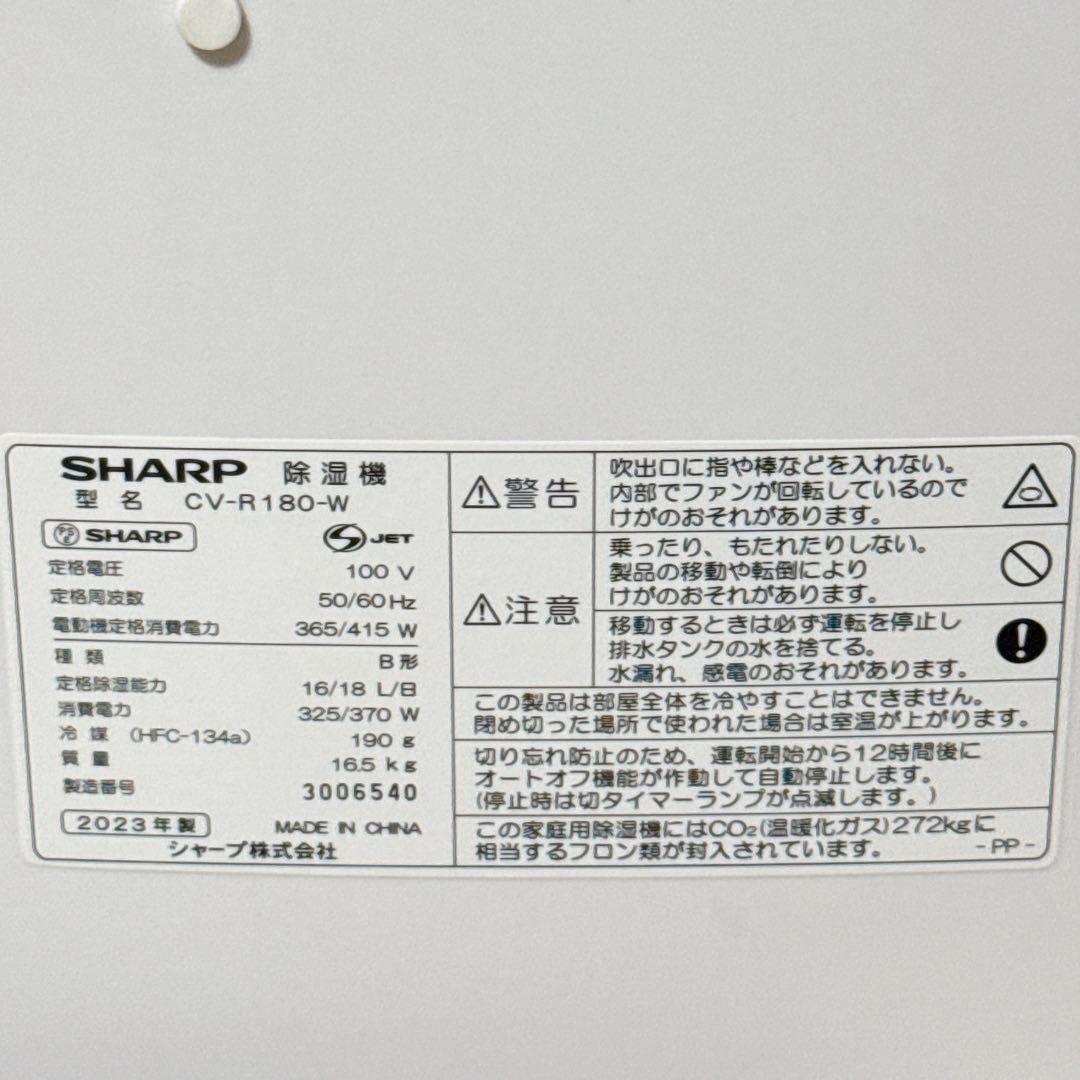 SHARP 除湿機
型名 CV-R180-W
PSE SHARP
S JET
定格電圧 100 V
定格周波数 50/60 Hz
電動機定格消費電力 365/415 W
種類 B形
定格除湿能力 16/18 L/日
消費電力 325/370 W
冷媒 (HFC-134a) 190 g
質量 16.5 kg
製造番号 3006540
2023年製 MADE IN CHINA
シャープ株式会社
⚠警告
吹出口に指や棒などを入れない。
内部でファンが回転しているので
けがのおそれがあります。
⚠注意
乗ったり、もたれたりしない。
製品の移動や転倒により
けがのおそれがあります。
移動するときは必ず運転を停止し
排水タンクの水を捨てる。
水漏れ、感電のおそれがあります。
この製品は部屋全体を冷やすことはできません。
閉め切った場所で使われた場合は室温が上がります。
切り忘れ防止のため、運転開始から12時間後に
オートオフ機能が作動して自動停止します。
(停止時は切タイマーランプが点滅します。)
この家庭用除湿機にはCO₂(温暖化ガス)272kgに
相当するフロン類が封入されています。 -PP-